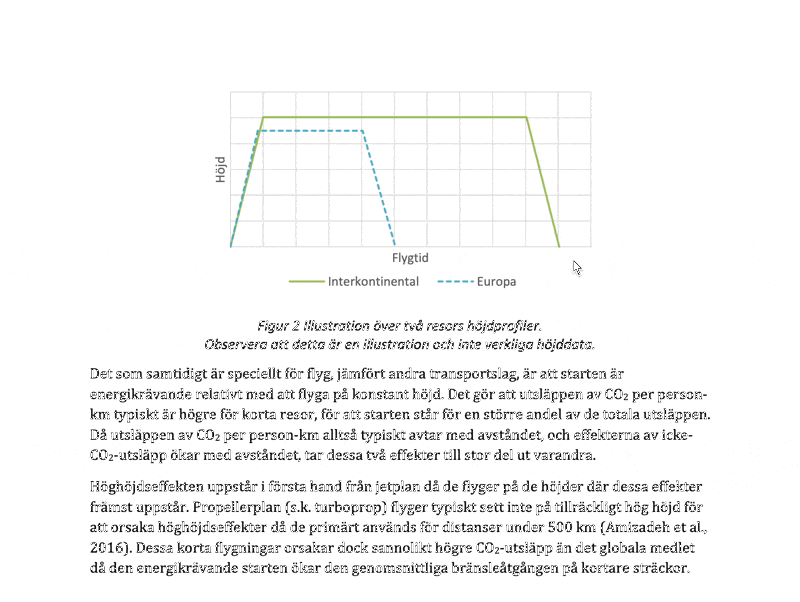 Höjd
Flygtid
Interkontinental
Europa
Figur 2 Illustration över två resors höjdprofiler.
Observera att detta är en illustration och inte verkliga höjddata.
Det som samtidigt är speciellt för flyg, jämfört andra transportslag, är att starten är
energikrävande relativt med att flyga på konstant höjd. Det gör att utsläppen av CO₂ per person-
km typiskt är högre för korta resor, för att starten står för en större andel av de totala utsläppen.
Då utsläppen av CO₂ per person-km alltså typiskt avtar med avståndet, och effekterna av icke-
CO₂-utsläpp ökar med avståndet, tar dessa två effekter till stor del ut varandra.
Höghöjdseffekten uppstår i första hand från jetplan då de flyger på de höjder där dessa effekter
främst uppstår. Propellerplan (s.k. turboprop) flyger typiskt sett inte på tillräckligt hög höjd för
att orsaka höghöjdseffekter då de primärt används för distanser under 500 km (Amizadeh et al.,
2016). Dessa korta flygningar orsakar dock sannolikt högre CO₂-utsläpp än det globala medlet
då den energikrävande starten ökar den genomsnittliga bränsleåtgången på kortare sträckor.